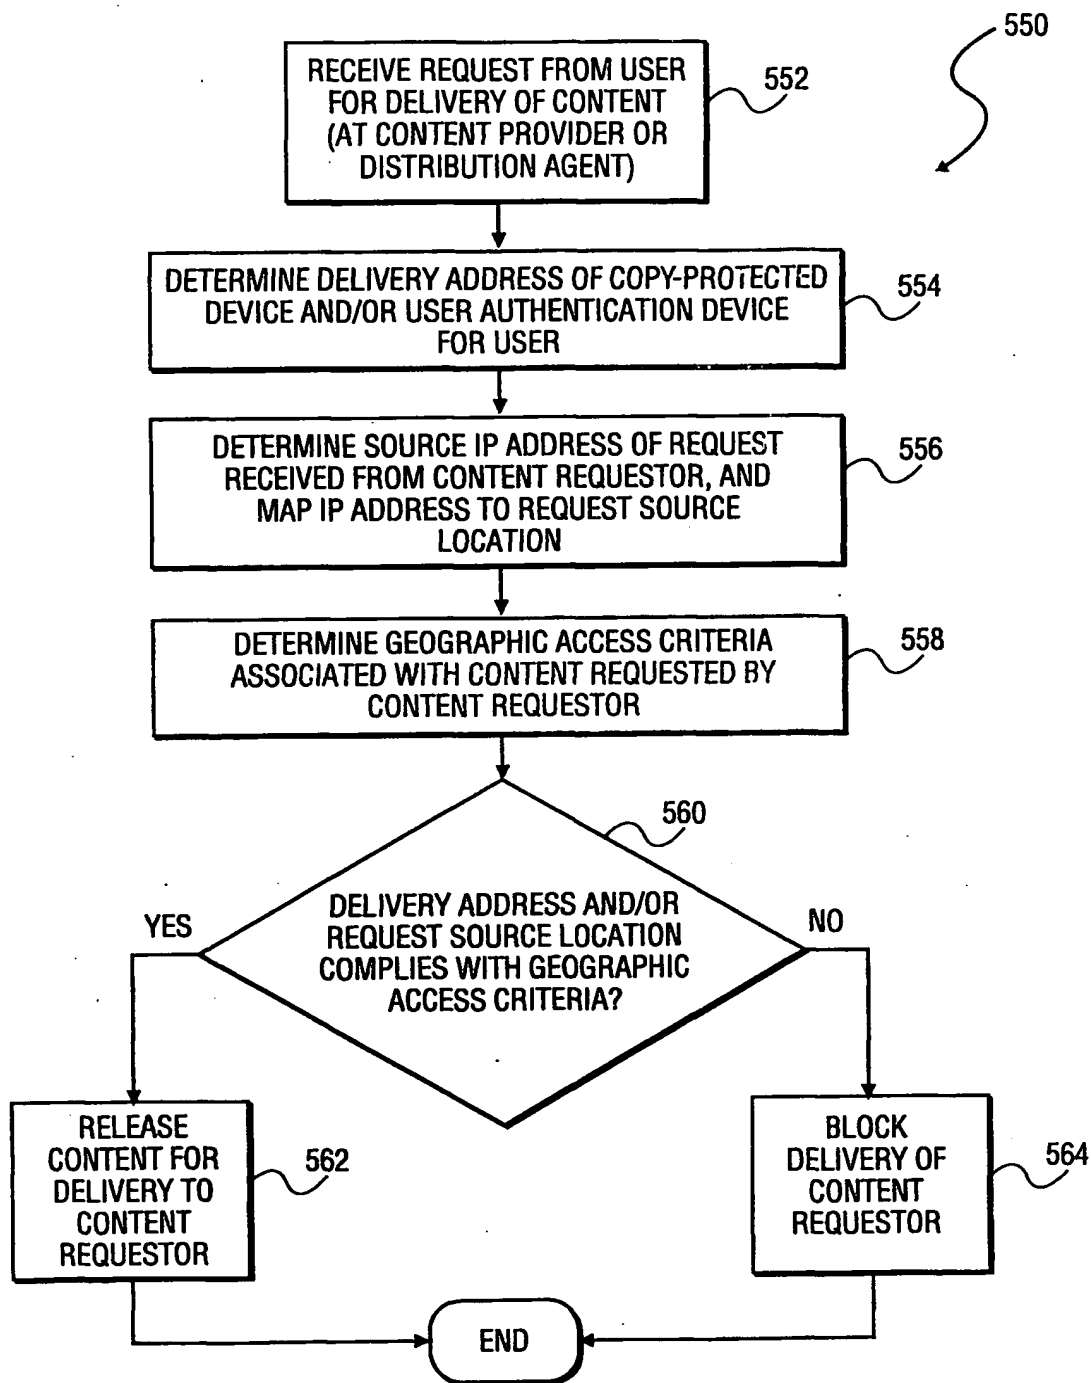 550
RECEIVE REQUEST FROM USER
FOR DELIVERY OF CONTENT
(AT CONTENT PROVIDER OR
DISTRIBUTION AGENT)
552
DETERMINE DELIVERY ADDRESS OF COPY-PROTECTED
DEVICE AND/OR USER AUTHENTICATION DEVICE
FOR USER
554
DETERMINE SOURCE IP ADDRESS OF REQUEST
RECEIVED FROM CONTENT REQUESTOR, AND
MAP IP ADDRESS TO REQUEST SOURCE
LOCATION
556
DETERMINE GEOGRAPHIC ACCESS CRITERIA
ASSOCIATED WITH CONTENT REQUESTED BY
CONTENT REQUESTOR
558
560
DELIVERY ADDRESS AND/OR
REQUEST SOURCE LOCATION
COMPLIES WITH GEOGRAPHIC
ACCESS CRITERIA?
YES
NO
RELEASE
CONTENT FOR
DELIVERY TO
CONTENT
REQUESTOR
562
BLOCK
DELIVERY OF
CONTENT
REQUESTOR
564
END